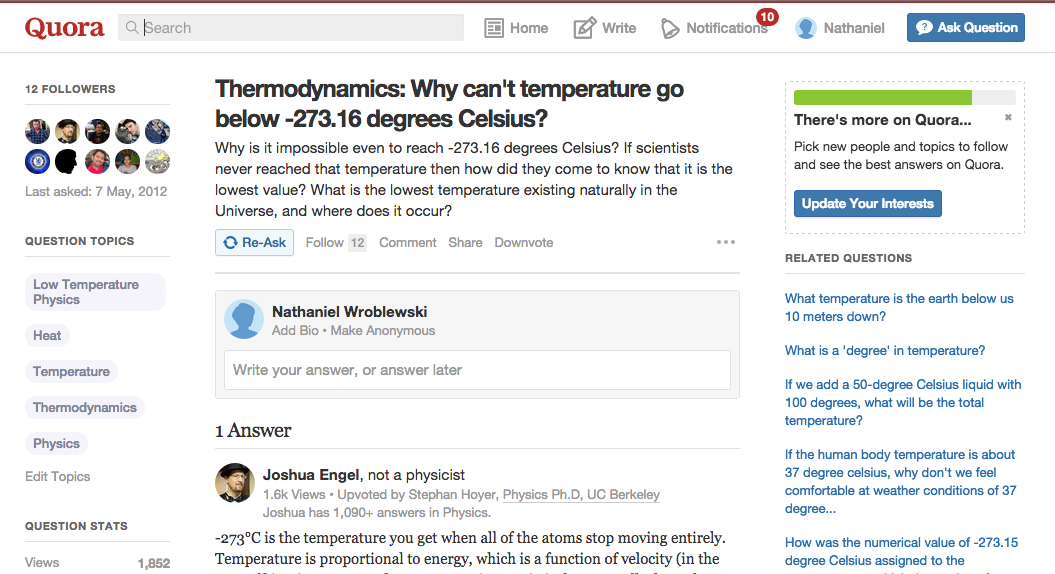 Quora
Search
Home
Write
Notifications
10
Nathaniel
Ask Question
12 FOLLOWERS
Last asked: 7 May, 2012
QUESTION TOPICS
Low Temperature
Physics
Heat
Temperature
Thermodynamics
Physics
Edit Topics
QUESTION STATS
Views 1,852
Thermodynamics: Why can't temperature go
below -273.16 degrees Celsius?
Why is it impossible even to reach -273.16 degrees Celsius? If scientists
never reached that temperature then how did they come to know that it is the
lowest value? What is the lowest temperature existing naturally in the
Universe, and where does it occur?
Re-Ask Follow 12 Comment Share Downvote
Nathaniel Wroblewski
Add Bio • Make Anonymous
Write your answer, or answer later
1 Answer
Joshua Engel, not a physicist
1.6k Views • Upvoted by Stephan Hoyer, Physics Ph.D, UC Berkeley
Joshua has 1,090+ answers in Physics.
-273°C is the temperature you get when all of the atoms stop moving entirely.
Temperature is proportional to energy, which is a function of velocity (in the
There's more on Quora...
Pick new people and topics to follow
and see the best answers on Quora.
Update Your Interests
RELATED QUESTIONS
What temperature is the earth below us
10 meters down?
What is a 'degree' in temperature?
If we add a 50-degree Celsius liquid with
100 degrees, what will be the total
temperature?
If the human body temperature is about
37 degree celsius, why don't we feel
comfortable at weather conditions of 37
degree...
How was the numerical value of -273.15
degree Celsius assigned to the